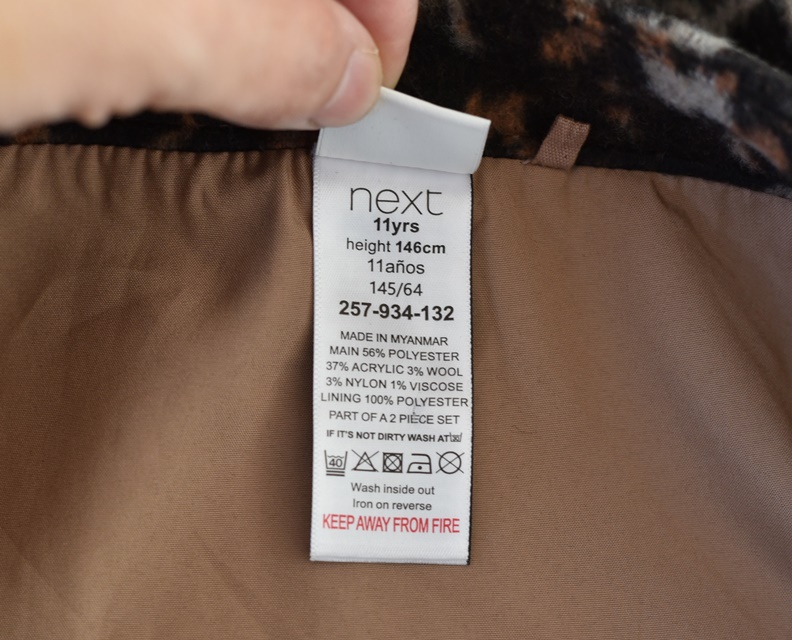 next
11yrs
height 146cm
11años
145/64
257-934-132
MADE IN MYANMAR
MAIN 56% POLYESTER
37% ACRYLIC 3% WOOL
3% NYLON 1% VISCOSE
LINING 100% POLYESTER
PART OF A 2 PIECE SET
IF IT'S NOT DIRTY WASH AT
40
Wash inside out
Iron on reverse
KEEP AWAY FROM FIRE